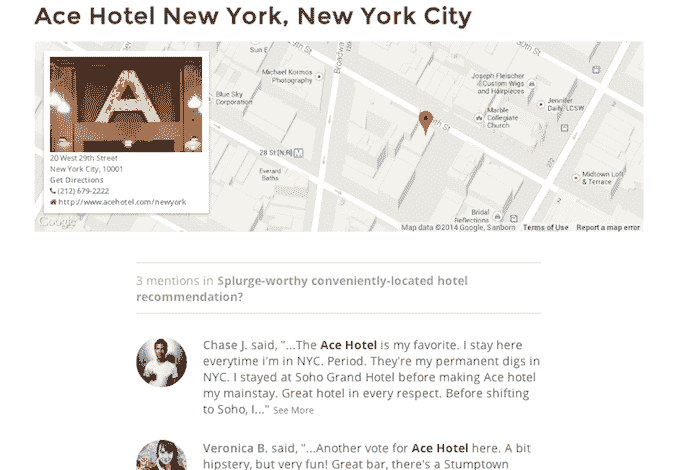 Ace Hotel New York, New York City
Sun E
Broadway
30th St
Michael Kormos
Photography
Joseph Fleischer
Custom Wigs
and Hairpieces
Blue Sky
Corporation
Jennifer
Daily, LCSW
Marble
Collegiate
Church
th St
28 St [N,R]
M
Everard
Baths
Midtown Loft
& Terrace
Bridal
Reflections
A
20 West 29th Street
New York City, 10001
Get Directions
(212) 679-2222
http://www.acehotel.com/newyork
Google
Map data ©2014 Google, Sanborn Terms of Use Report a map error
3 mentions in Splurge-worthy conveniently-located hotel
recommendation?
Chase J. said, "...The Ace Hotel is my favorite. I stay here
everytime i'm in NYC. Period. They're my permanent digs in
NYC. I stayed at Soho Grand Hotel before making Ace hotel
my mainstay. Great hotel in every respect. Before shifting
to Soho, I..." See More
Veronica B. said, "...Another vote for Ace Hotel here. A bit
hipstery, but very fun! Great bar, there's a Stumptown